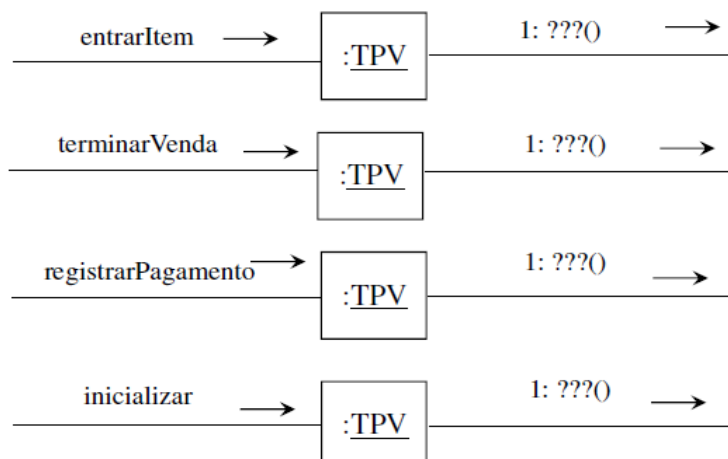 entrarItem :TPV 1: ???()
terminarVenda :TPV 1: ???()
registrarPagamento :TPV 1: ???()
inicializar :TPV 1: ???()